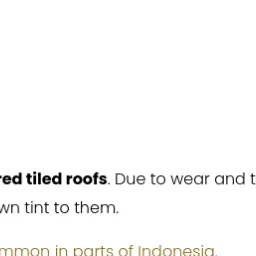 red tiled roofs. Due to wear and t
wn tint to them.
mmon in parts of Indonesia.